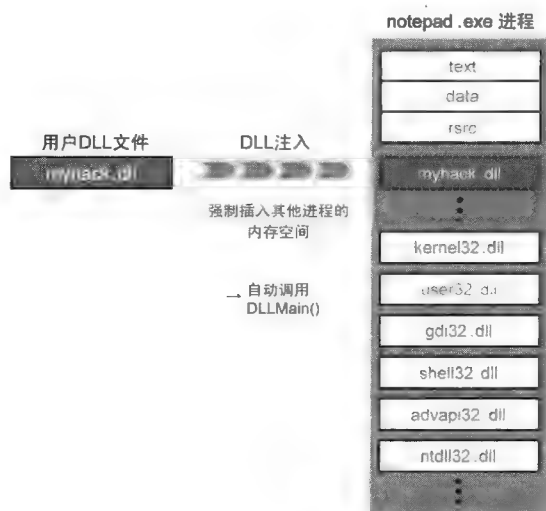 notepad .exe 进程
text
data
rsrc
用户DLL文件
DLL注入
myhack.dll
myhack.dll
强制插入其他进程的
内存空间
kernel32.dll
→ 自动调用
DLLMain()
user32.dll
gdi32.dll
shell32 dll
advapi32 dll
ntdll32.dll